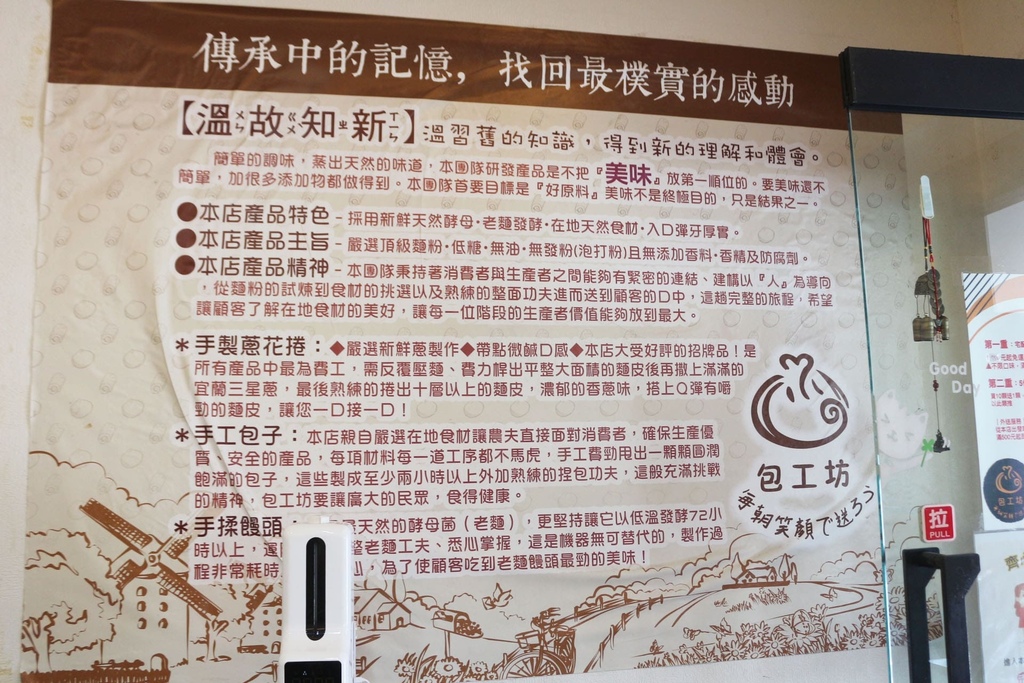 傳承中的記憶，找回最樸實的感動
【溫ㄨㄣ故ㄍㄨ知ㄓ新ㄒㄧㄣ】溫習舊的知識，得到新的理解和體會。
簡單的調味，蒸出天然的味道，本團隊研發產品是不把『美味』放第一順位的。要美味還不
簡單，加很多添加物都做得到。本團隊首要目標是『好原料』美味不是終極目的，只是結果之一。
●本店產品特色－採用新鮮天然酵母‧老麵發酵‧在地天然食材‧入口彈牙厚實。
●本店產品主旨－嚴選頂級麵粉‧低糖‧無油‧無發粉(泡打粉)且無添加香料‧香精及防腐劑。
●本店產品精神－本團隊秉持著消費者與生產者之間能夠有緊密的連結、建構以『人』為導向
，從麵粉的試煉到食材的挑選以及熟練的整面功夫進而送到顧客的口中，這趟完整的旅程，希望
讓顧客了解在地食材的美好，讓每一位階段的生產者價值能夠放到最大。
＊手製蔥花捲：◆嚴選新鮮蔥製作◆帶點微鹹口感◆本店大受好評的招牌品！是
所有產品中最為費工，需反覆壓麵、費力桿出平整大面積的麵皮後再撒上滿滿的
宜蘭三星蔥，最後熟練的捲出十層以上的麵皮，濃郁的香蔥味，搭上Q彈有嚼
勁的麵皮，讓您一口接一口！
＊手工包子：本店親自嚴選在地食材讓農夫直接面對消費者，確保生產優
質、安全的產品，每項材料每一道工序都不馬虎，手工費勁甩出一顆顆圓潤
飽滿的包子，這些製成至少兩小時以上外加熟練的捏包功夫，這般充滿挑戰
的精神，包工坊要讓廣大的民眾，食得健康。
＊手揉饅頭
天然的酵母菌（老麵），更堅持讓它以低溫發酵72小
時以上，
老麵工夫、悉心掌握，這是機器無可替代的，製作過
程非常耗時
心，為了使顧客吃到老麵饅頭最勁的美味！
包工坊
毎朝笑顔で送ろう
Good
Day
拉
PULL
第一重：
第二重：
包工坊